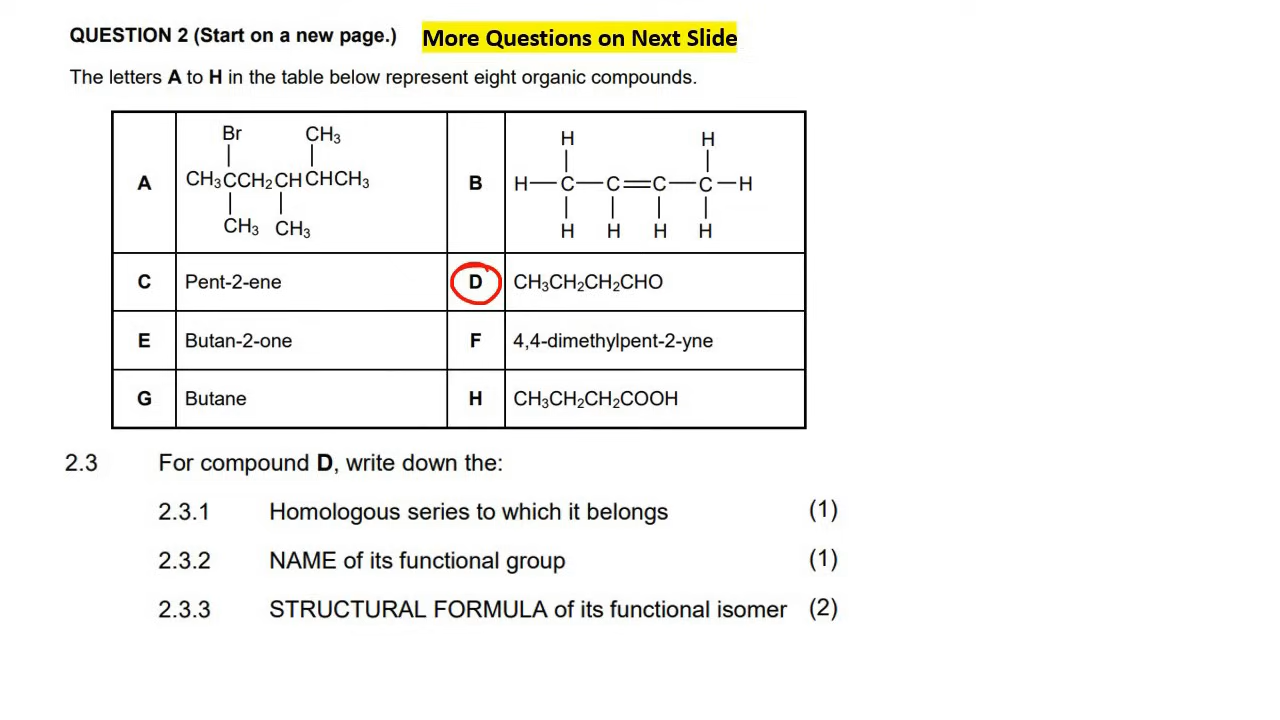 QUESTION 2 (Start on a new page.) More Questions on Next Slide
The letters A to H in the table below represent eight organic compounds.
Br CH₃
A CH₃CCH₂CHCHCH₃
CH₃ CH₃
H H
B H—C—C=C—C—H
H H H H
C Pent-2-ene D CH₃CH₂CH₂CHO
E Butan-2-one F 4,4-dimethylpent-2-yne
G Butane H CH₃CH₂CH₂COOH
2.3 For compound D, write down the:
2.3.1 Homologous series to which it belongs (1)
2.3.2 NAME of its functional group (1)
2.3.3 STRUCTURAL FORMULA of its functional isomer (2)